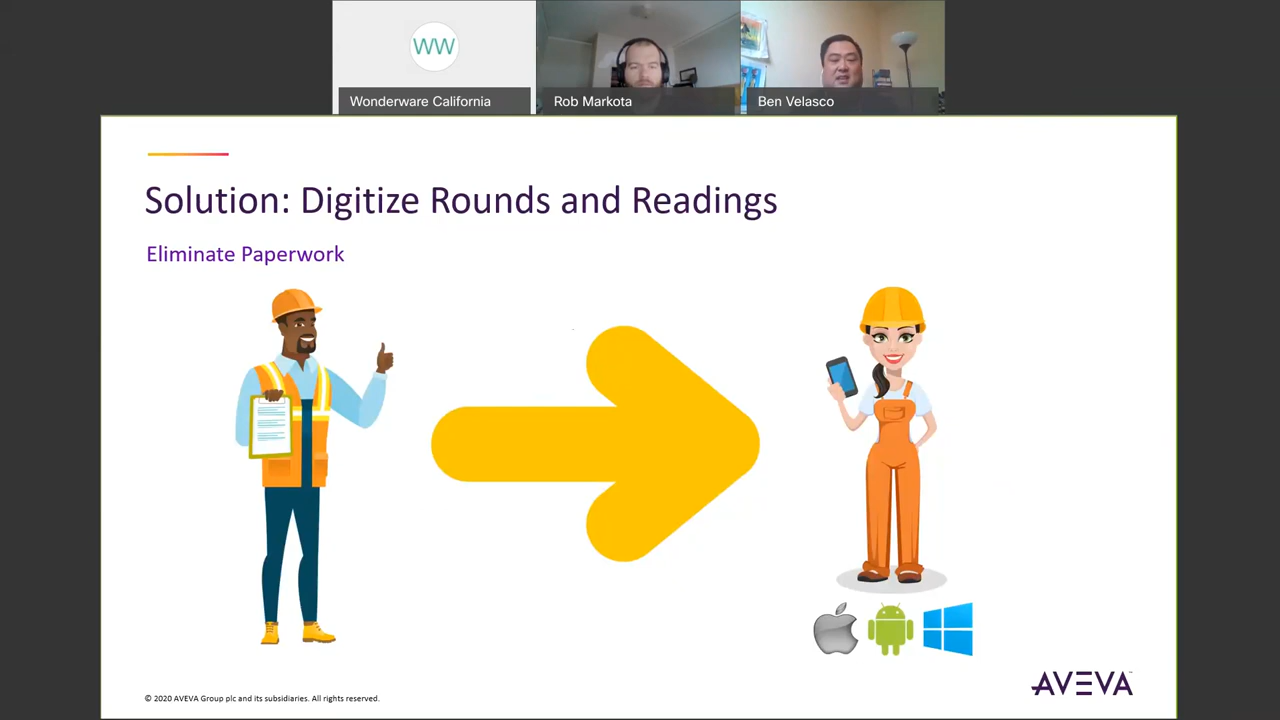 WW
Wonderware California
Rob Markota
Ben Velasco
Solution: Digitize Rounds and Readings
Eliminate Paperwork
© 2020 AVEVA Group plc and its subsidiaries. All rights reserved.
AVEVA